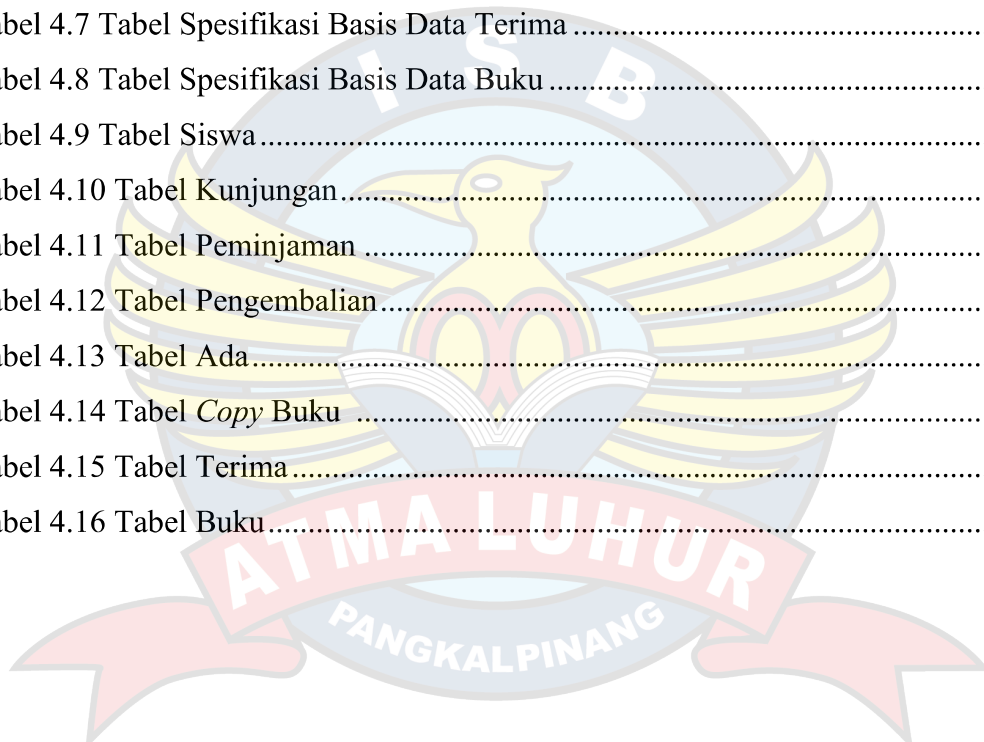 abel 4.7 Tabel Spesifikasi Basis Data Terima
abel 4.8 Tabel Spesifikasi Basis Data Buku
abel 4.9 Tabel Siswa
abel 4.10 Tabel Kunjungan
abel 4.11 Tabel Peminjaman
abel 4.12 Tabel Pengembalian
abel 4.13 Tabel Ada
abel 4.14 Tabel Copy Buku
abel 4.15 Tabel Terima
abel 4.16 Tabel Buku
I S B
ATMA LUHUR
PANGKALPINANG